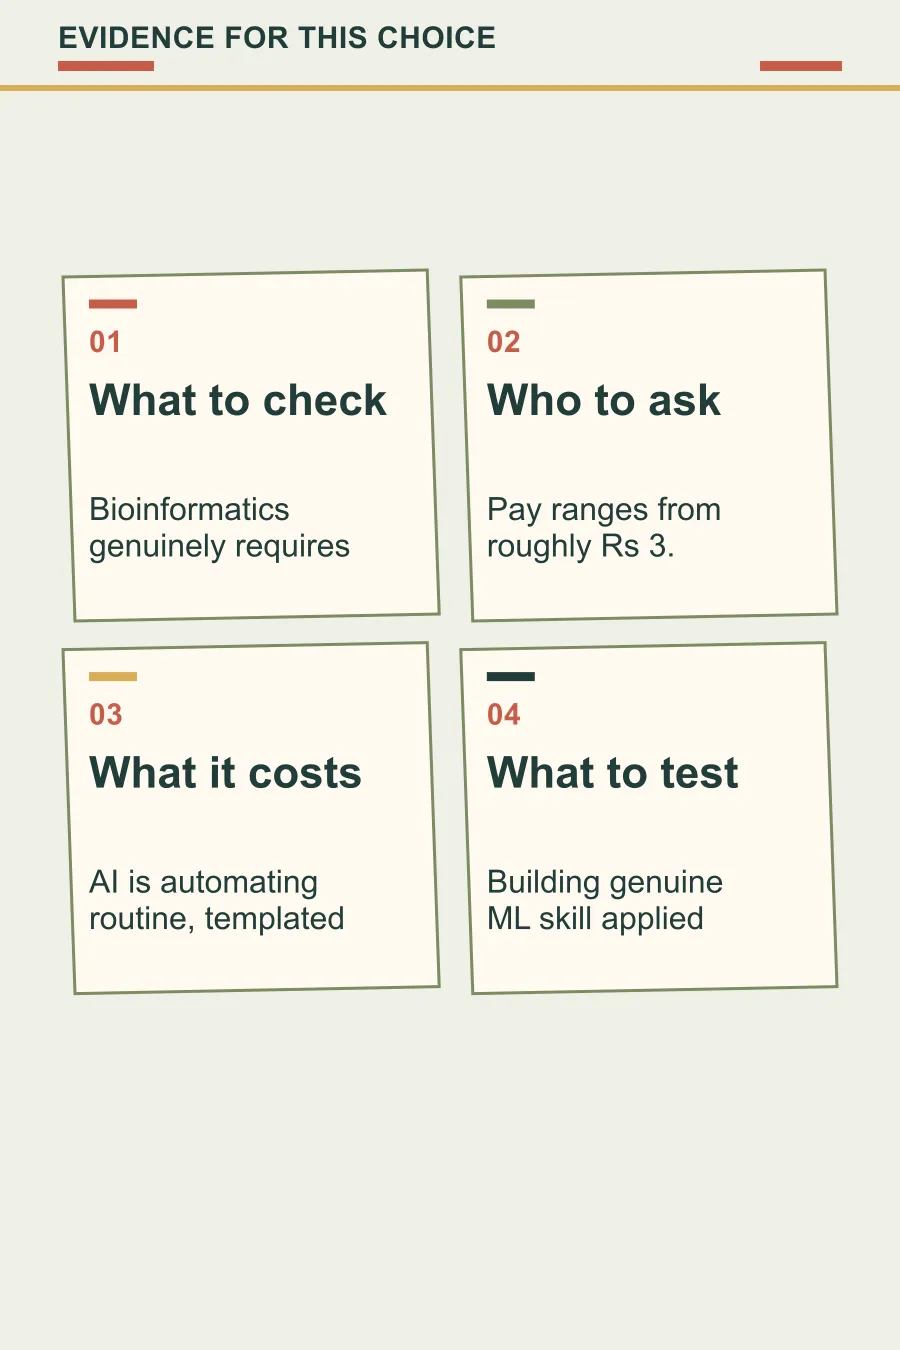 EVIDENCE FOR THIS CHOICE
01
What to check
Bioinformatics
genuinely requires
02
Who to ask
Pay ranges from
roughly Rs 3.
03
What it costs
AI is automating
routine, templated
04
What to test
Building genuine
ML skill applied